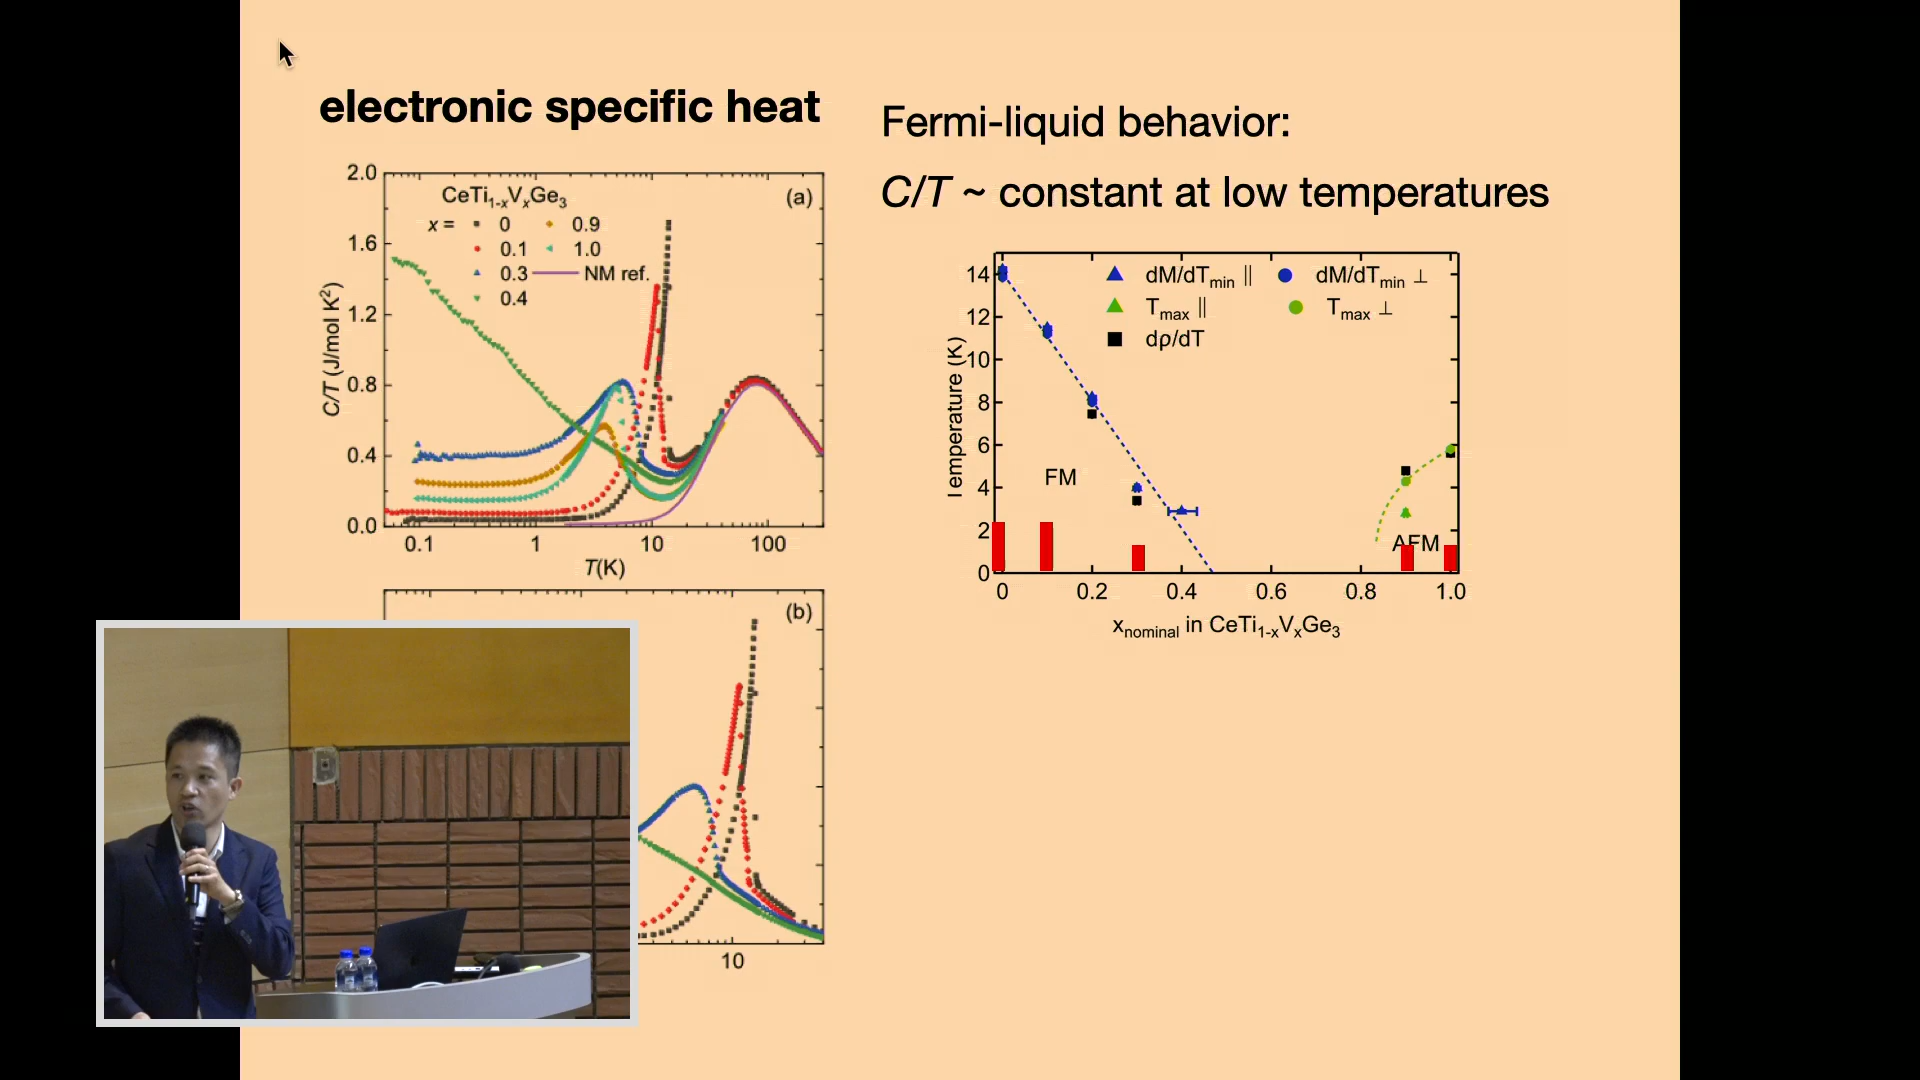 electronic specific heat
Fermi-liquid behavior:
C/T ~ constant at low temperatures
2.0
1.6
1.2
0.8
0.4
0.0
C/T (J/mol K²)
CeTi₁₋ₓVₓGe₃
(a)
x =
0
0.9
0.1
1.0
0.3
NM ref.
0.4
0.1
1
10
100
T(K)
(b)
10
14
12
10
8
6
4
2
0
Temperature (K)
dM/dTmin ||
dM/dTmin ⊥
Tmax ||
Tmax ⊥
dρ/dT
FM
AFM
0
0.2
0.4
0.6
0.8
1.0
xnominal in CeTi₁₋ₓVₓGe₃